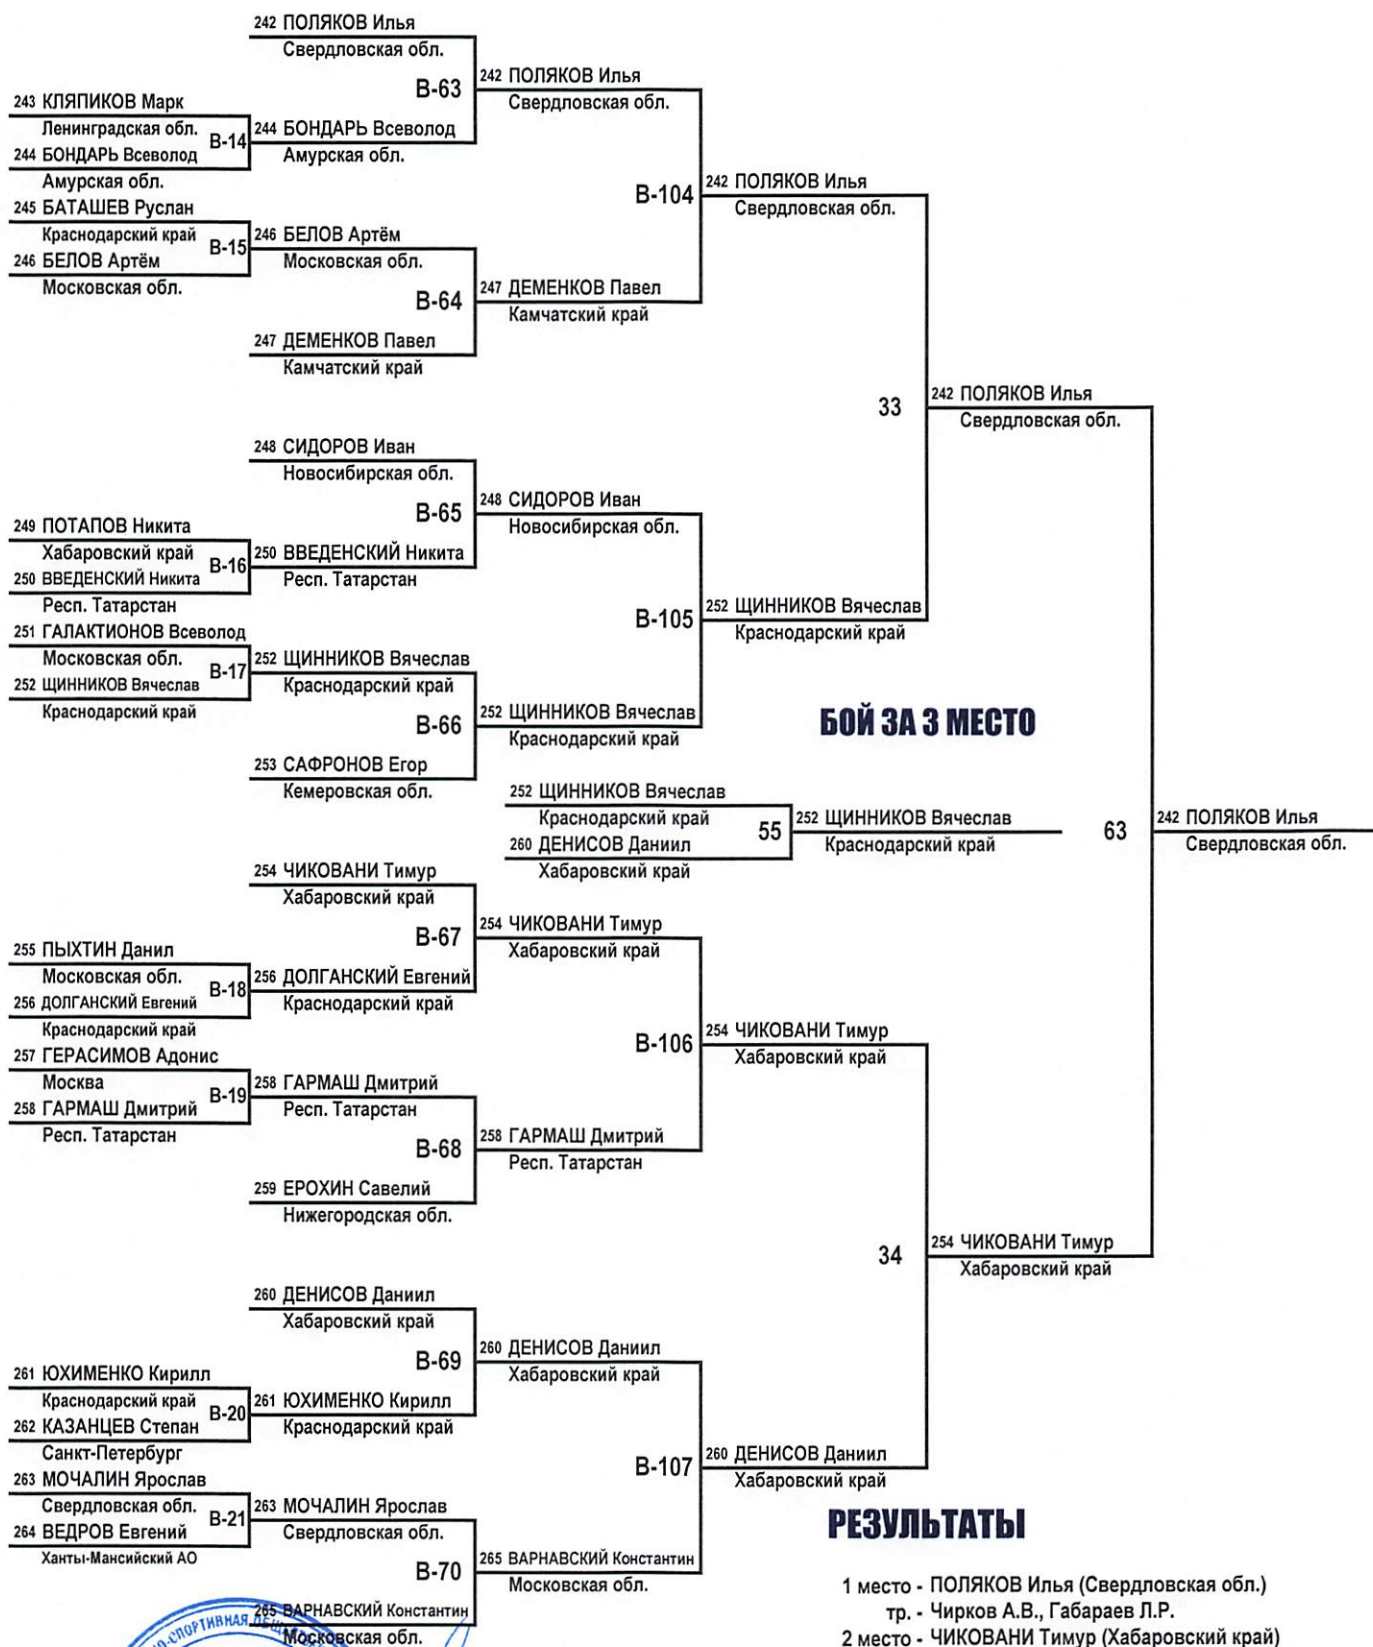 242 ПОЛЯКОВ Илья
Свердловская обл.
В-63
242 ПОЛЯКОВ Илья
Свердловская обл.
243 КЛЯПИКОВ Марк
Ленинградская обл.
В-14
244 БОНДАРЬ Всеволод
Амурская обл.
244 БОНДАРЬ Всеволод
Амурская обл.
В-104
242 ПОЛЯКОВ Илья
Свердловская обл.
245 БАТАШЕВ Руслан
Краснодарский край
В-15
246 БЕЛОВ Артём
Московская обл.
246 БЕЛОВ Артём
Московская обл.
В-64
247 ДЕМЕНКОВ Павел
Камчатский край
247 ДЕМЕНКОВ Павел
Камчатский край
33
242 ПОЛЯКОВ Илья
Свердловская обл.
248 СИДОРОВ Иван
Новосибирская обл.
В-65
248 СИДОРОВ Иван
Новосибирская обл.
249 ПОТАПОВ Никита
Хабаровский край
В-16
250 ВВЕДЕНСКИЙ Никита
Респ. Татарстан
250 ВВЕДЕНСКИЙ Никита
Респ. Татарстан
В-105
252 ЩИННИКОВ Вячеслав
Краснодарский край
251 ГАЛАКТИОНОВ Всеволод
Московская обл.
В-17
252 ЩИННИКОВ Вячеслав
Краснодарский край
252 ЩИННИКОВ Вячеслав
Краснодарский край
В-66
252 ЩИННИКОВ Вячеслав
Краснодарский край
253 САФРОНОВ Егор
Кемеровская обл.
БОЙ ЗА 3 МЕСТО
252 ЩИННИКОВ Вячеслав
Краснодарский край
55
252 ЩИННИКОВ Вячеслав
Краснодарский край
260 ДЕНИСОВ Даниил
Хабаровский край
63
242 ПОЛЯКОВ Илья
Свердловская обл.
254 ЧИКОВАНИ Тимур
Хабаровский край
В-67
254 ЧИКОВАНИ Тимур
Хабаровский край
255 ПЫХТИН Данил
Московская обл.
В-18
256 ДОЛГАНСКИЙ Евгений
Краснодарский край
256 ДОЛГАНСКИЙ Евгений
Краснодарский край
В-106
254 ЧИКОВАНИ Тимур
Хабаровский край
257 ГЕРАСИМОВ Адонис
Москва
В-19
258 ГАРМАШ Дмитрий
Респ. Татарстан
258 ГАРМАШ Дмитрий
Респ. Татарстан
В-68
258 ГАРМАШ Дмитрий
Респ. Татарстан
259 ЕРОХИН Савелий
Нижегородская обл.
34
254 ЧИКОВАНИ Тимур
Хабаровский край
260 ДЕНИСОВ Даниил
Хабаровский край
В-69
260 ДЕНИСОВ Даниил
Хабаровский край
261 ЮХИМЕНКО Кирилл
Краснодарский край
В-20
261 ЮХИМЕНКО Кирилл
Краснодарский край
262 КАЗАНЦЕВ Степан
Санкт-Петербург
В-107
260 ДЕНИСОВ Даниил
Хабаровский край
263 МОЧАЛИН Ярослав
Свердловская обл.
В-21
263 МОЧАЛИН Ярослав
Свердловская обл.
264 ВЕДРОВ Евгений
Ханты-Мансийский АО
В-70
265 ВАРНАВСКИЙ Константин
Московская обл.
265 ВАРНАВСКИЙ Константин
Московская обл.
РЕЗУЛЬТАТЫ
1 место - ПОЛЯКОВ Илья (Свердловская обл.)
тр. - Чирков А.В., Габараев Л.Р.
2 место - ЧИКОВАНИ Тимур (Хабаровский край)